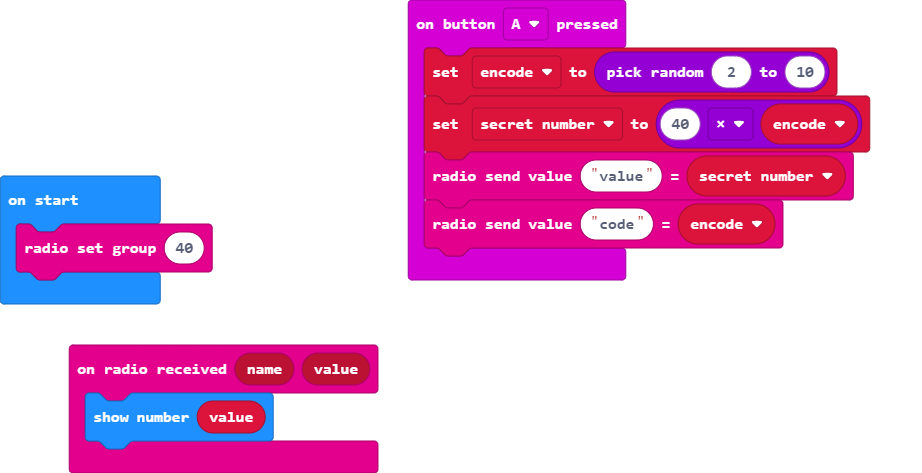 on button A pressed
set encode to pick random 2 to 10
set secret number to 40 × encode
radio send value "value" = secret number
radio send value "code" = encode
on start
radio set group 40
on radio received name value
show number value